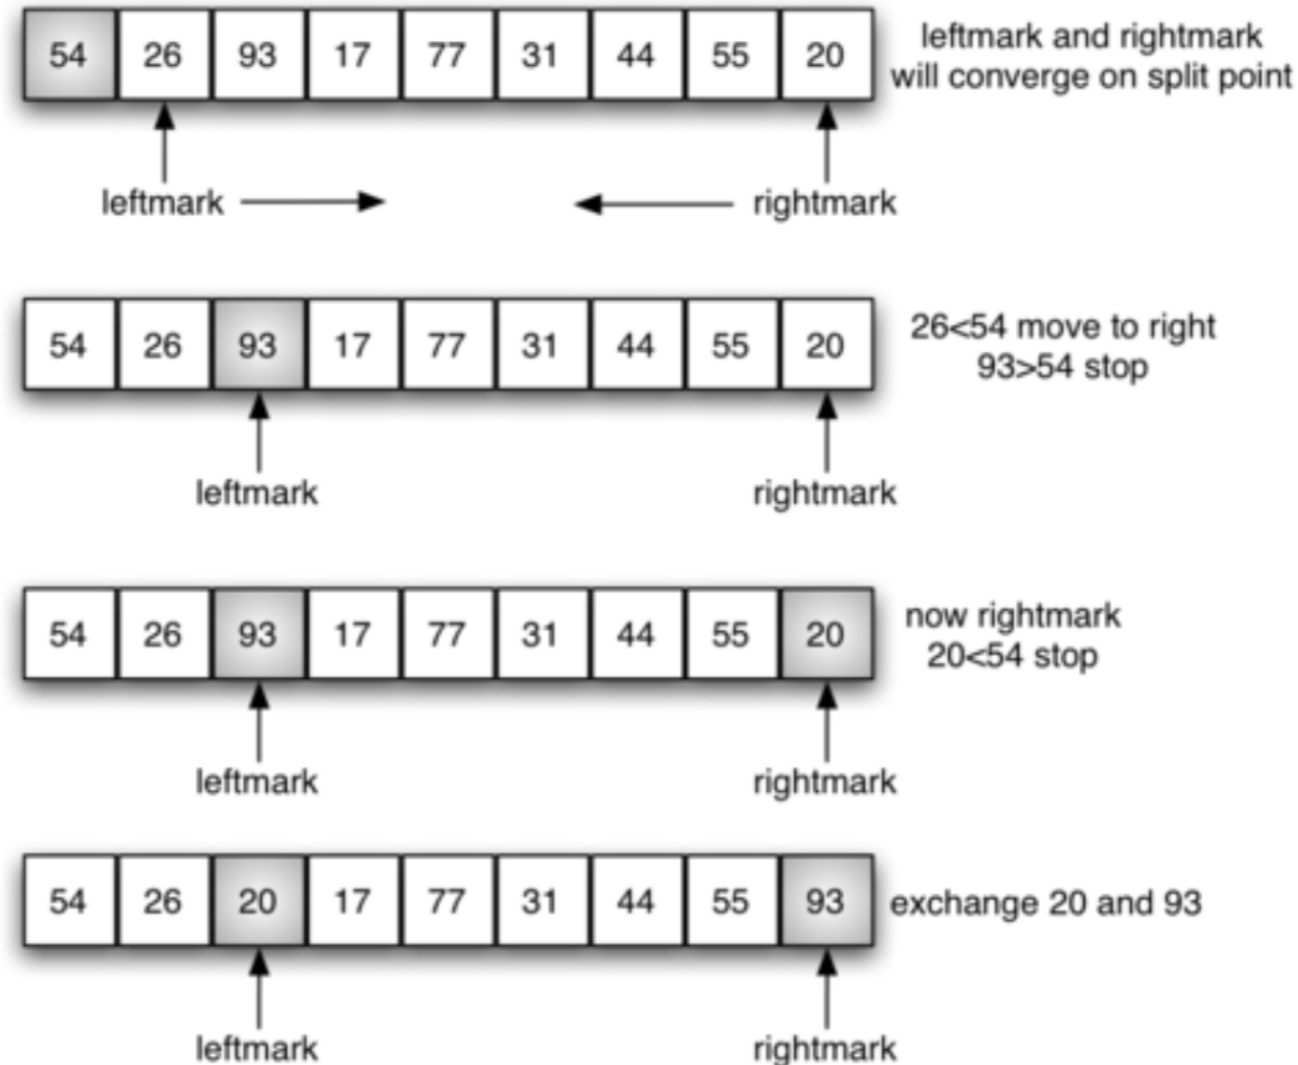 54 26 93 17 77 31 44 55 20
leftmark and rightmark
will converge on split point
leftmark rightmark
54 26 93 17 77 31 44 55 20
26<54 move to right
93>54 stop
leftmark rightmark
54 26 93 17 77 31 44 55 20
now rightmark
20<54 stop
leftmark rightmark
54 26 20 17 77 31 44 55 93
exchange 20 and 93
leftmark rightmark